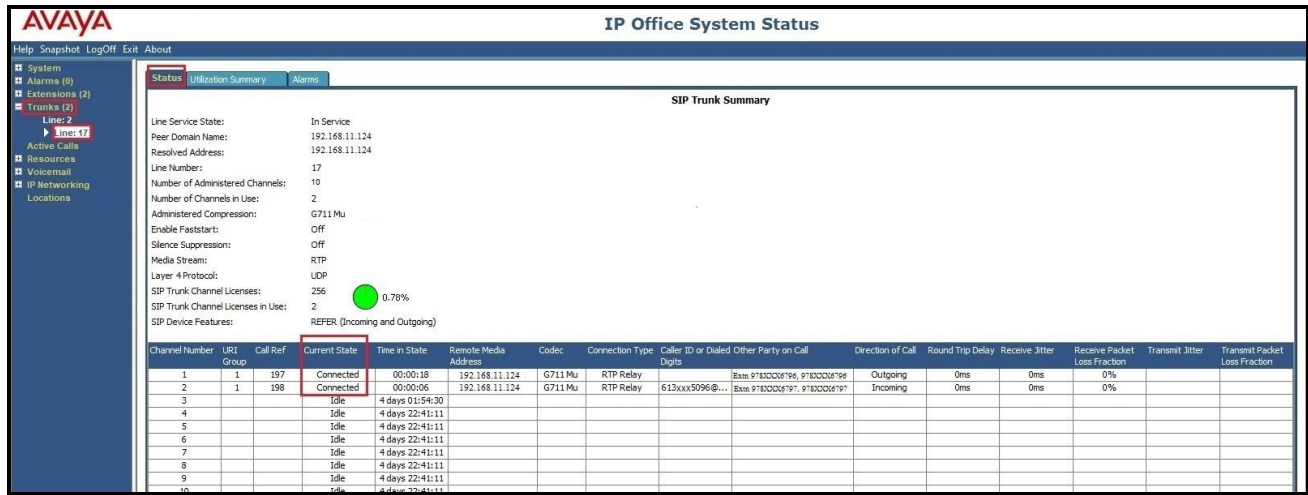 AVAYA
IP Office System Status
Help Snapshot LogOff Exit About
System
Alarms (0)
Extensions (2)
Trunks (2)
Line: 2
Line: 17
Active Calls
Resources
Voicemail
IP Networking
Locations
Status Utilization Summary Alarms
SIP Trunk Summary
Line Service State: In Service
Peer Domain Name: 192.168.11.124
Resolved Address: 192.168.11.124
Line Number: 17
Number of Administered Channels: 10
Number of Channels in Use: 2
Administered Compression: G711 Mu
Enable Faststart: Off
Silence Suppression: Off
Media Stream: RTP
Layer 4 Protocol: UDP
SIP Trunk Channel Licenses: 256
0.78%
SIP Trunk Channel Licenses in Use: 2
SIP Device Features: REFER (Incoming and Outgoing)
Channel Number URI Group Call Ref Current State Time in State Remote Media Address Codec Connection Type Caller ID or Dialed Digits Other Party on Call Direction of Call Round Trip Delay Receive Jitter Receive Packet Loss Fraction Transmit Jitter Transmit Packet Loss Fraction
1 1 197 Connected 00:00:18 192.168.11.124 G711 Mu RTP Relay Extn 978XXX6796, 978XXX6796 Outgoing 0ms 0ms 0%
2 1 198 Connected 00:00:06 192.168.11.124 G711 Mu RTP Relay 613xxx5096@... Extn 978XXX6797, 978XXX6797 Incoming 0ms 0ms 0%
3 Idle 4 days 01:54:30
4 Idle 4 days 22:41:11
5 Idle 4 days 22:41:11
6 Idle 4 days 22:41:11
7 Idle 4 days 22:41:11
8 Idle 4 days 22:41:11
9 Idle 4 days 22:41:11
10 Idle 4 days 22:41:11